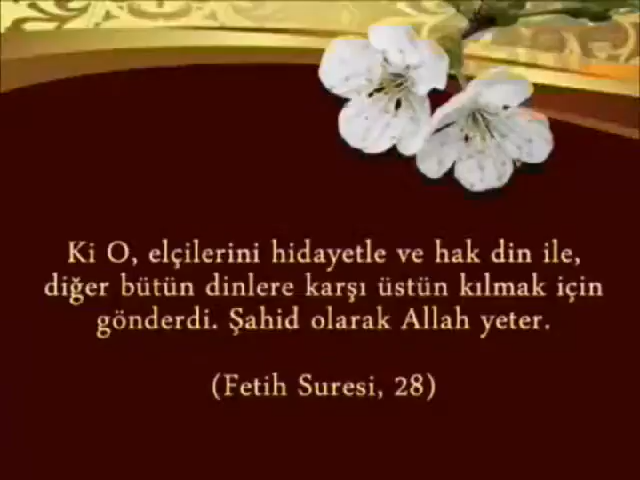 Ki O, elçilerini hidayetle ve hak din ile,
diğer bütün dinlere karşı üstün kılmak için
gönderdi. Şahid olarak Allah yeter.
(Fetih Suresi, 28)